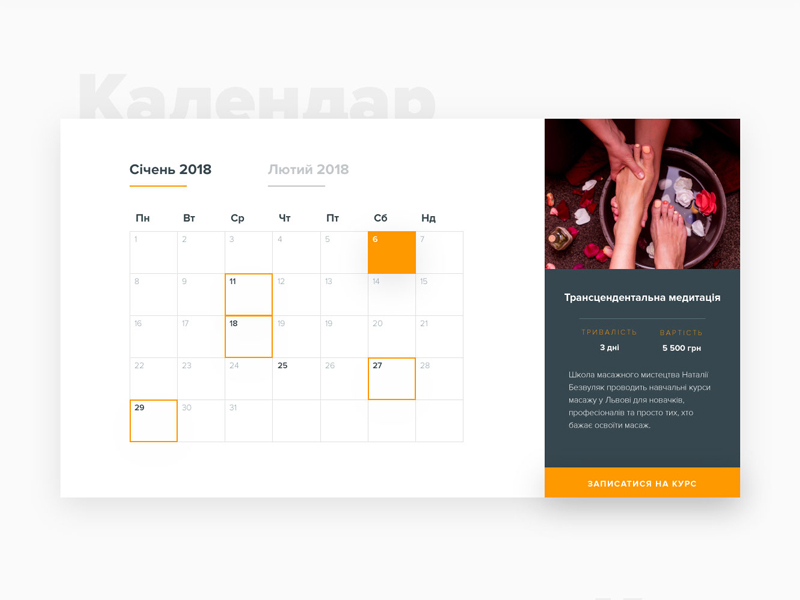 Календар
Січень 2018
Лютий 2018
Пн Вт Ср Чт Пт Сб Нд
1 2 3 4 5 6 7
8 9 11 12 13 14 15
16 17 18 19 19 20 21
22 23 24 25 26 27 28
29 30 31
Трансцендентальна медитація
ТРИВАЛІСТЬ ВАРТІСТЬ
3 дні 5 500 грн
Школа масажного мистецтва Наталії
Безвуляк проводить навчальні курси
масажу у Львові для новачків,
професіоналів та просто тих, хто
бажає освоїти масаж.
ЗАПИСАТИСЯ НА КУРС